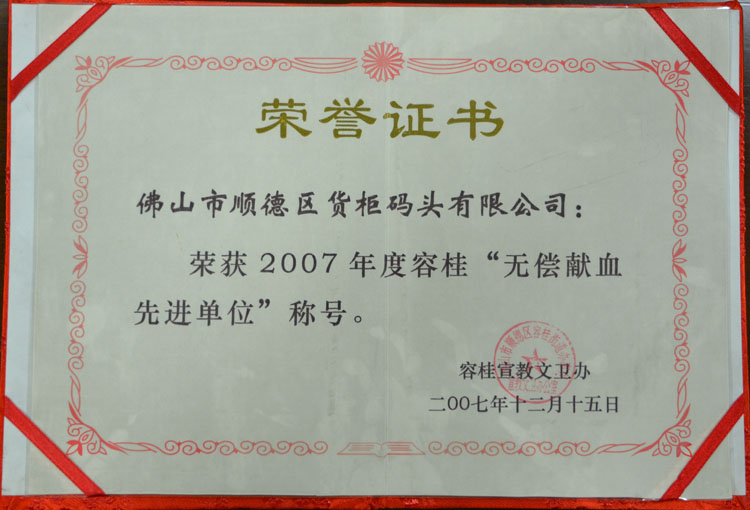 荣誉证书
佛山市顺德区货柜码头有限公司：
荣获2007年度容桂“无偿献血
先进单位”称号。
容桂宣教文卫办
二〇〇七年十二月十五日